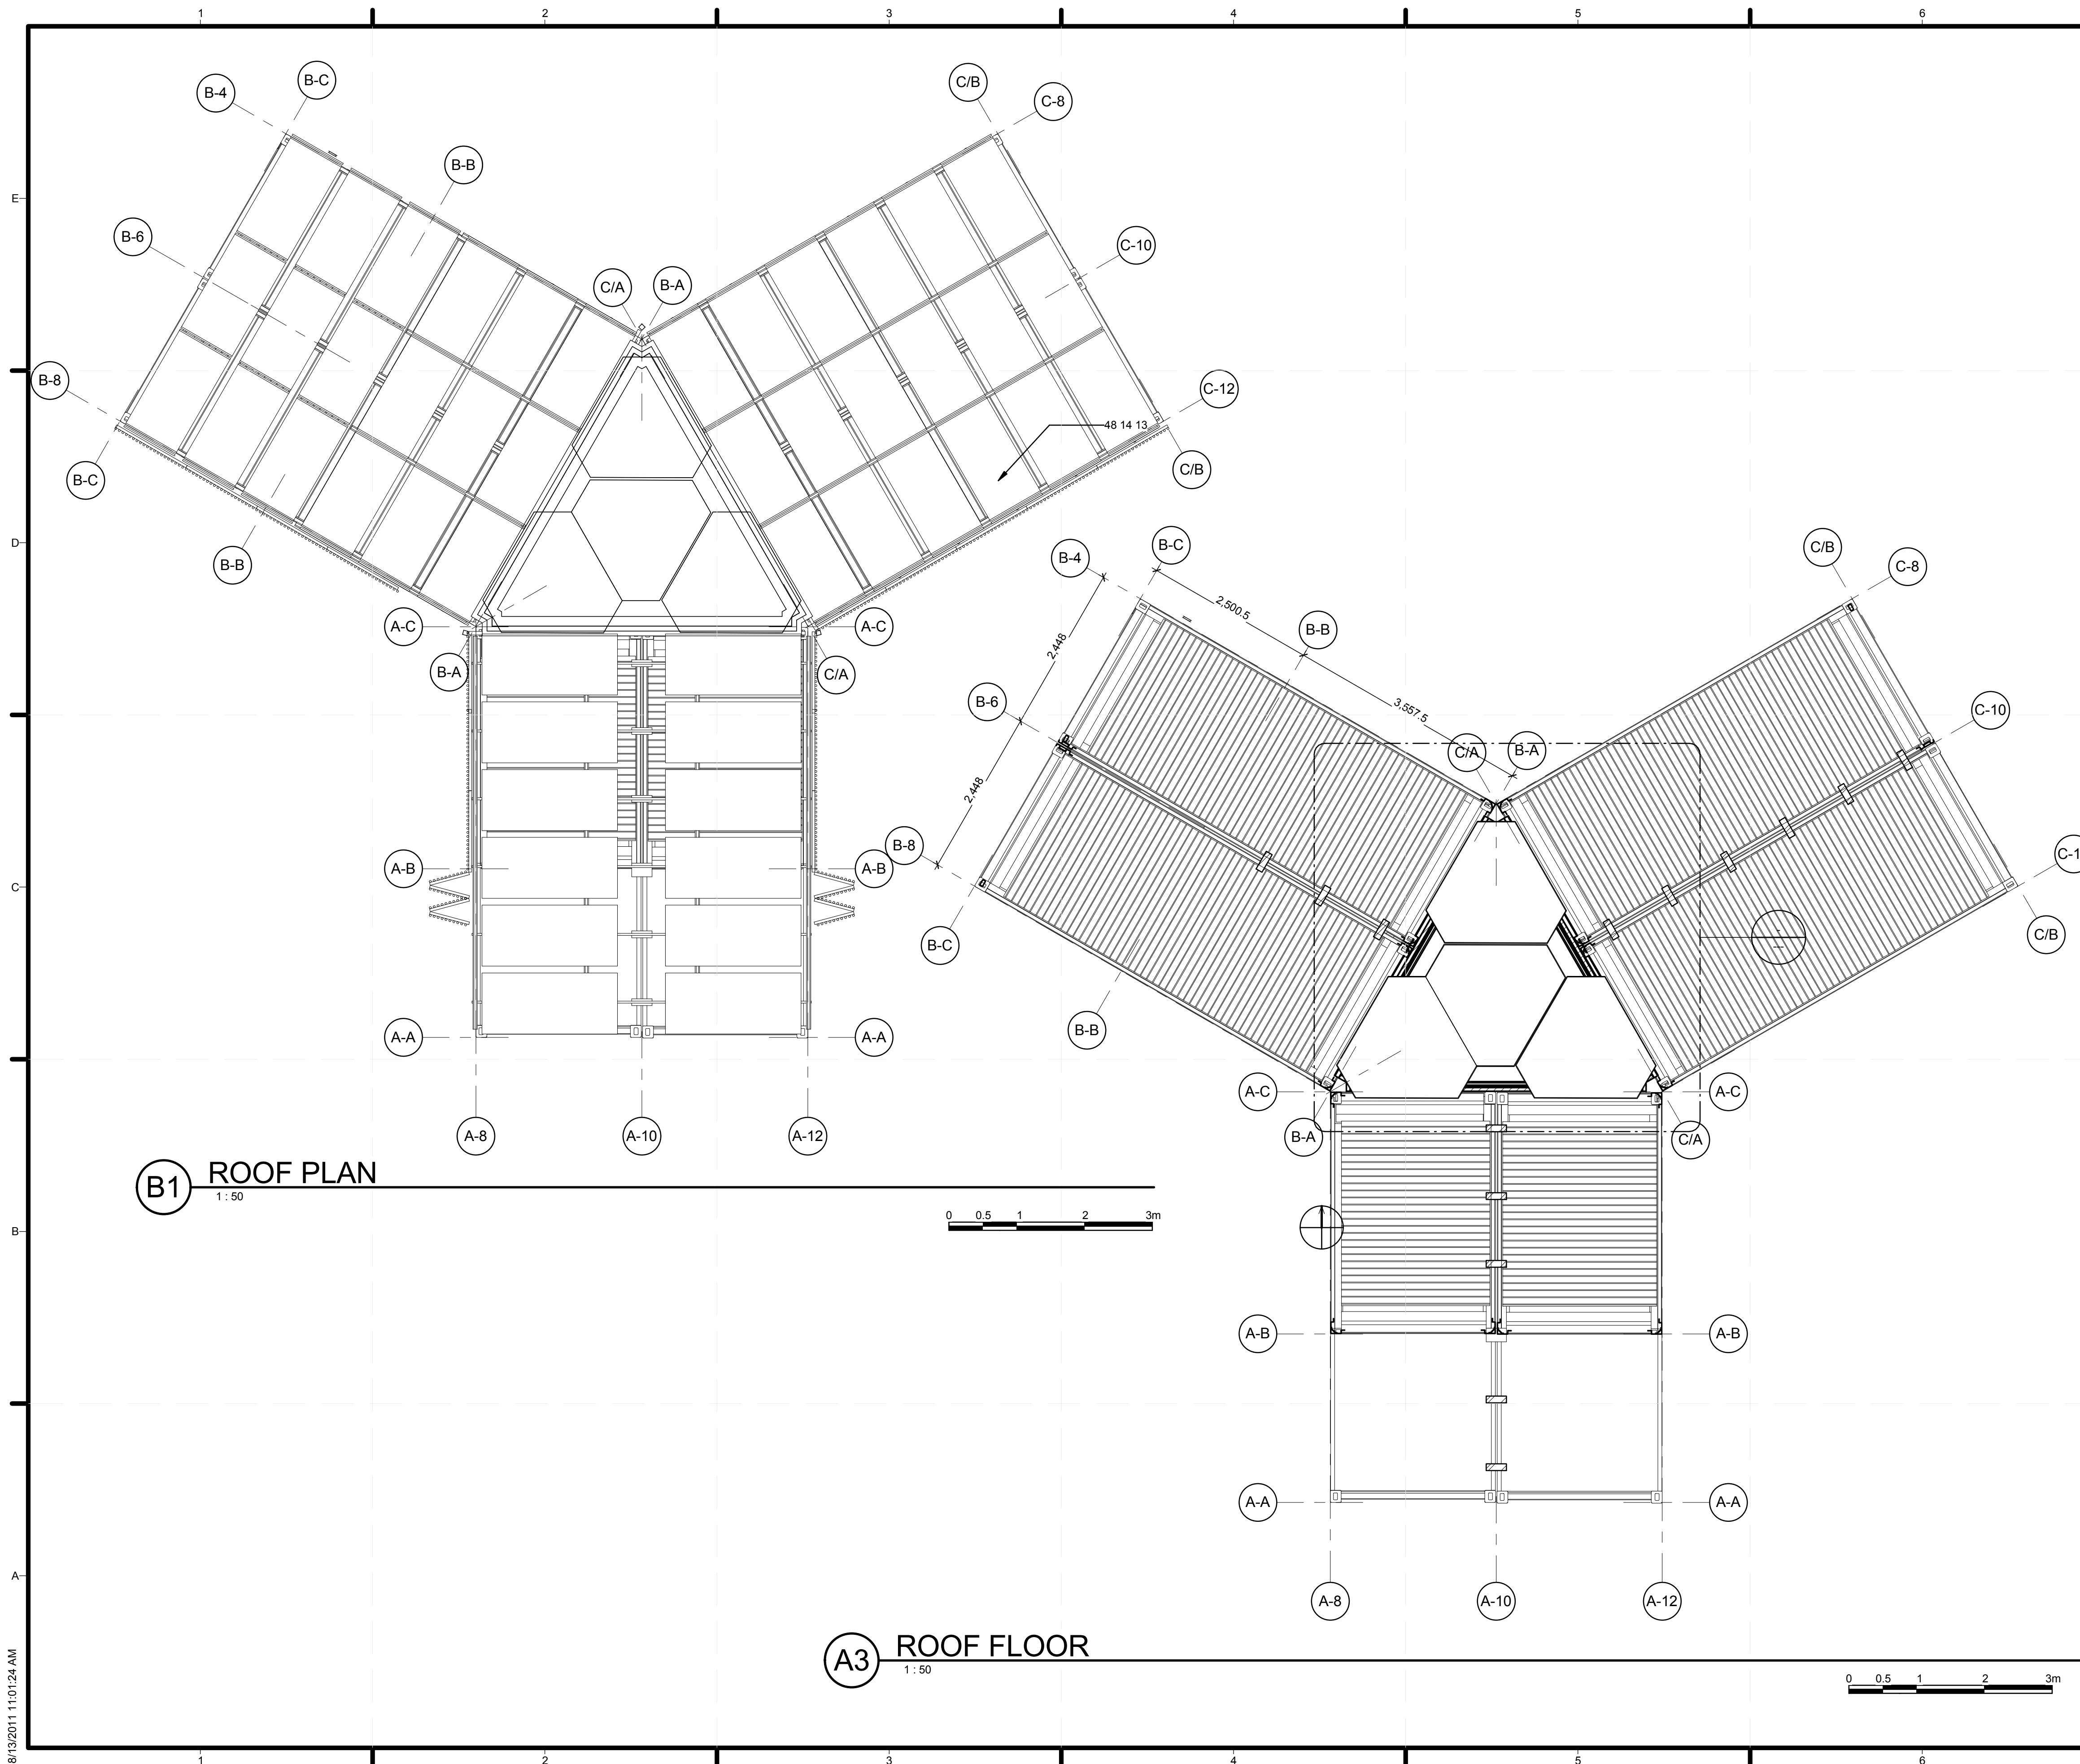 1 2 3 4 5 6
B-4 B-C C/B C-8
B-B
B-6 C-10
C/A B-A
B-8 C-12
48 14 13
B-C C/B
B-B
A-C A-C
B-A C/A
A-B A-B
A-A A-A
A-8 A-10 A-12
B1 ROOF PLAN
1 : 50
0 0.5 1 2 3m
B-4 B-C C/B C-8
2,500.5
B-B
2,448
B-6 C-10
3,557.5
C/A B-A
2,448
B-8 C-1
B-C C/B
--
--
B-B
A-C A-C
B-A C/A
A-B A-B
A-A A-A
A-8 A-10 A-12
A3 ROOF FLOOR
1 : 50
0 0.5 1 2 3m
E
D
C
B
A
8/13/2011 11:01:24 AM
1 2 3 4 5 6